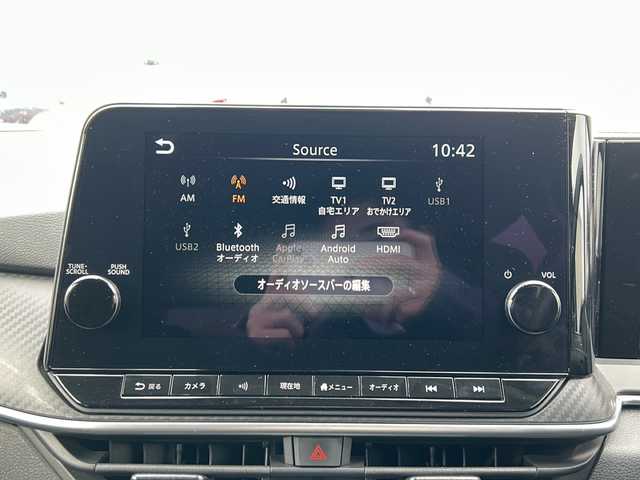 Source
10:42
AM
FM
交通情報
TV1
自宅エリア
TV2
おでかけエリア
USB1
USB2
Bluetooth
オーディオ
Apple
CarPlay
Android
Auto
HDMI
オーディオソースバーの編集
TUNE・
SCROLL
PUSH
SOUND
VOL
戻る
カメラ
現在地
メニュー
オーディオ